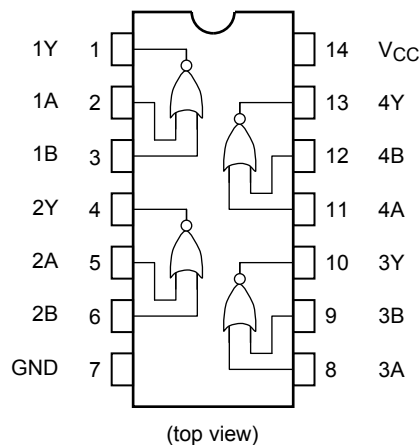 1Y 1 14 VCC
1A 2 13 4Y
1B 3 12 4B
2Y 4 11 4A
2A 5 10 3Y
2B 6 9 3B
GND 7 8 3A
(top view)